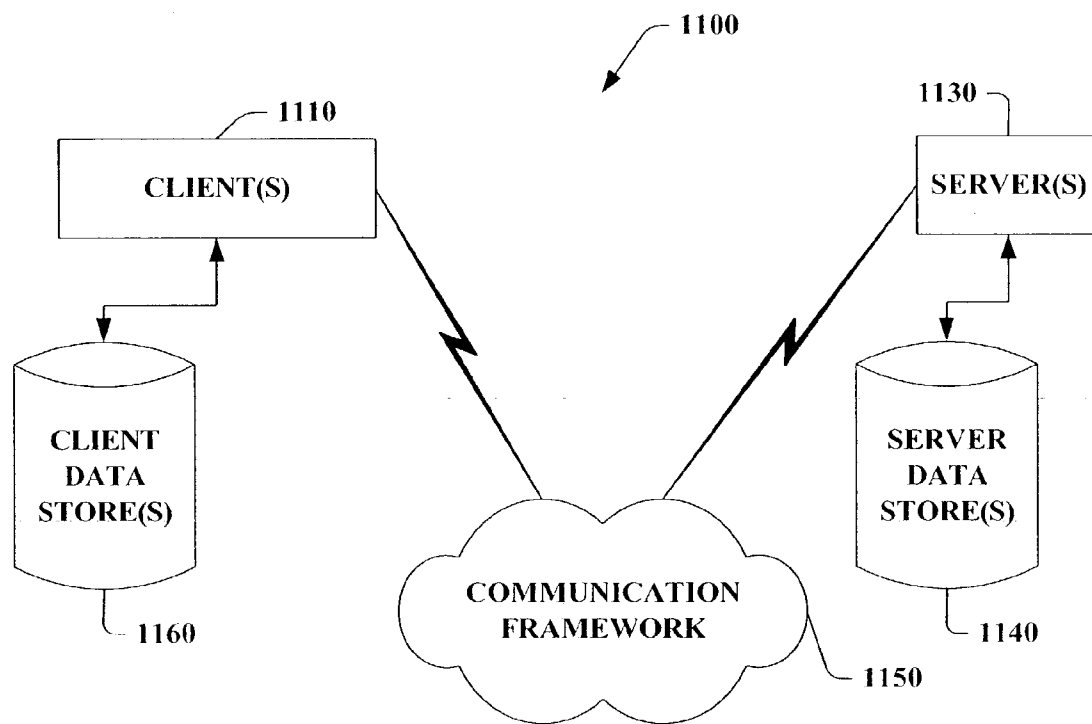 1100
1110
1130
CLIENT(S)
SERVER(S)
CLIENT
DATA
STORE(S)
SERVER
DATA
STORE(S)
COMMUNICATION
FRAMEWORK
1160
1140
1150